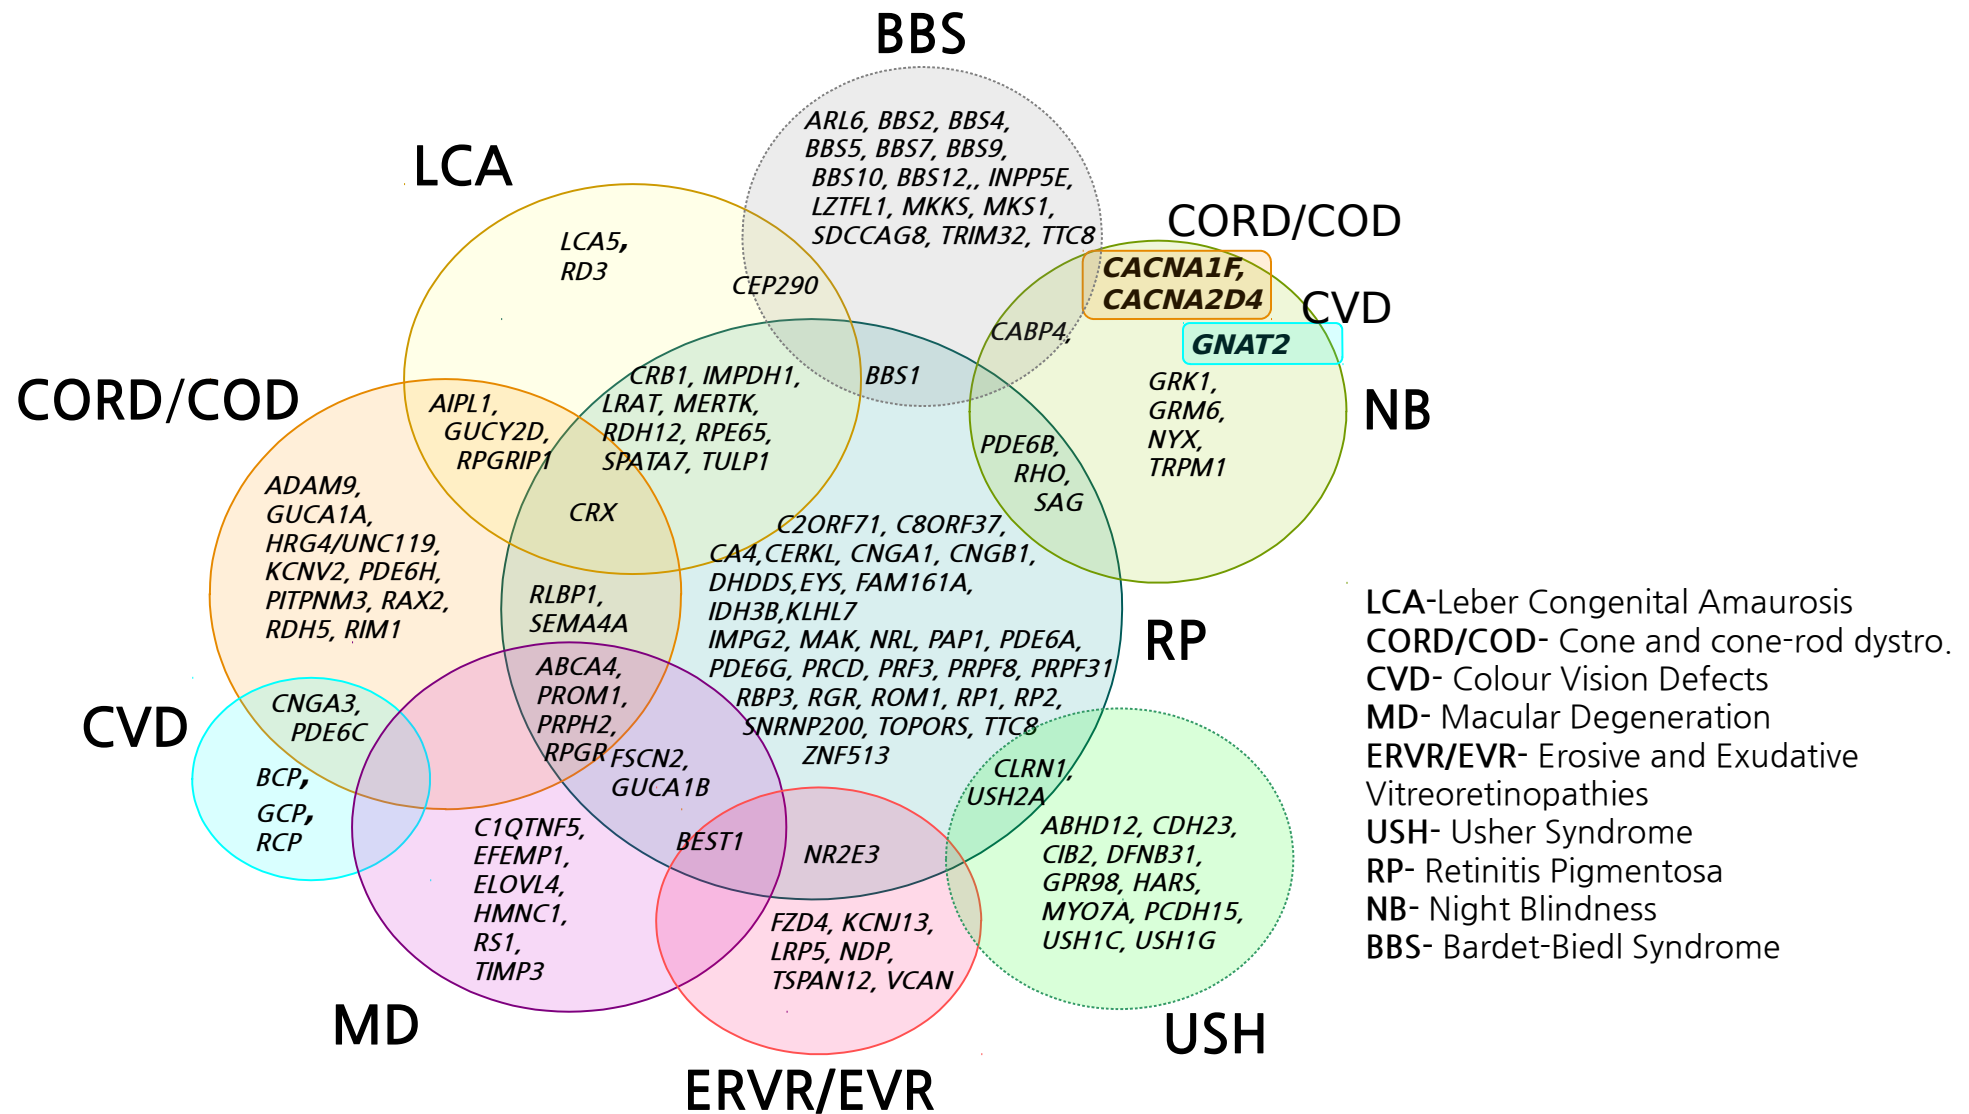 BBS
ARL6, BBS2, BBS4,
BBS5, BBS7, BBS9,
BBS10, BBS12,, INPP5E,
LZTFL1, MKKS, MKS1,
SDCCAG8, TRIM32, TTC8
LCA
LCA5,
RD3
CEP290
CORD/COD
CACNA1F,
CACNA2D4
CVD
GNAT2
CABP4,
NB
GRK1,
GRM6,
NYX,
TRPM1
BBS1
CRB1, IMPDH1,
LRAT, MERTK,
RDH12, RPE65,
SPATA7, TULP1
CORD/COD
AIPL1,
GUCY2D,
RPGRIP1
CRX
PDE6B,
RHO,
SAG
ADAM9,
GUCA1A,
HRG4/UNC119,
KCNV2, PDE6H,
PITPNM3, RAX2,
RDH5, RIM1
RLBP1,
SEMA4A
C2ORF71, C8ORF37,
CA4,CERKL, CNGA1, CNGB1,
DHDDS,EYS, FAM161A,
IDH3B,KLHL7
IMPG2, MAK, NRL, PAP1, PDE6A,
PDE6G, PRCD, PRF3, PRPF8, PRPF31
RBP3, RGR, ROM1, RP1, RP2,
SNRNP200, TOPORS, TTC8
ZNF513
RP
ABCA4,
PROM1,
PRPH2,
RPGR
FSCN2,
GUCA1B
CVD
CNGA3,
PDE6C
BCP,
GCP,
RCP
CLRN1,
USH2A
ABHD12, CDH23,
CIB2, DFNB31,
GPR98, HARS,
MYO7A, PCDH15,
USH1C, USH1G
USH
BEST1
NR2E3
C1QTNF5,
EFEMP1,
ELOVL4,
HMNC1,
RS1,
TIMP3
MD
FZD4, KCNJ13,
LRP5, NDP,
TSPAN12, VCAN
ERVR/EVR
LCA-Leber Congenital Amaurosis
CORD/COD- Cone and cone-rod dystro.
CVD- Colour Vision Defects
MD- Macular Degeneration
ERVR/EVR- Erosive and Exudative
Vitreoretinopathies
USH- Usher Syndrome
RP- Retinitis Pigmentosa
NB- Night Blindness
BBS- Bardet-Biedl Syndrome